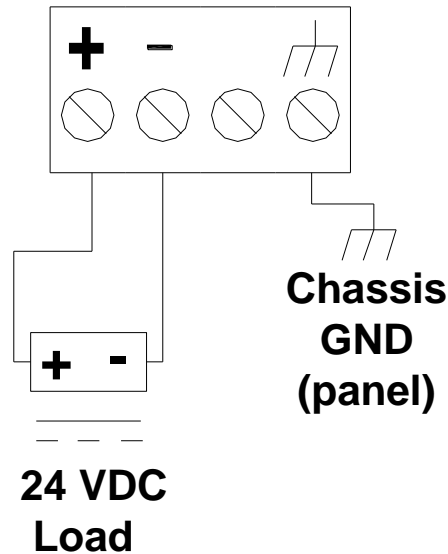 + -
Chassis
GND
(panel)
+ -
24 VDC
Load